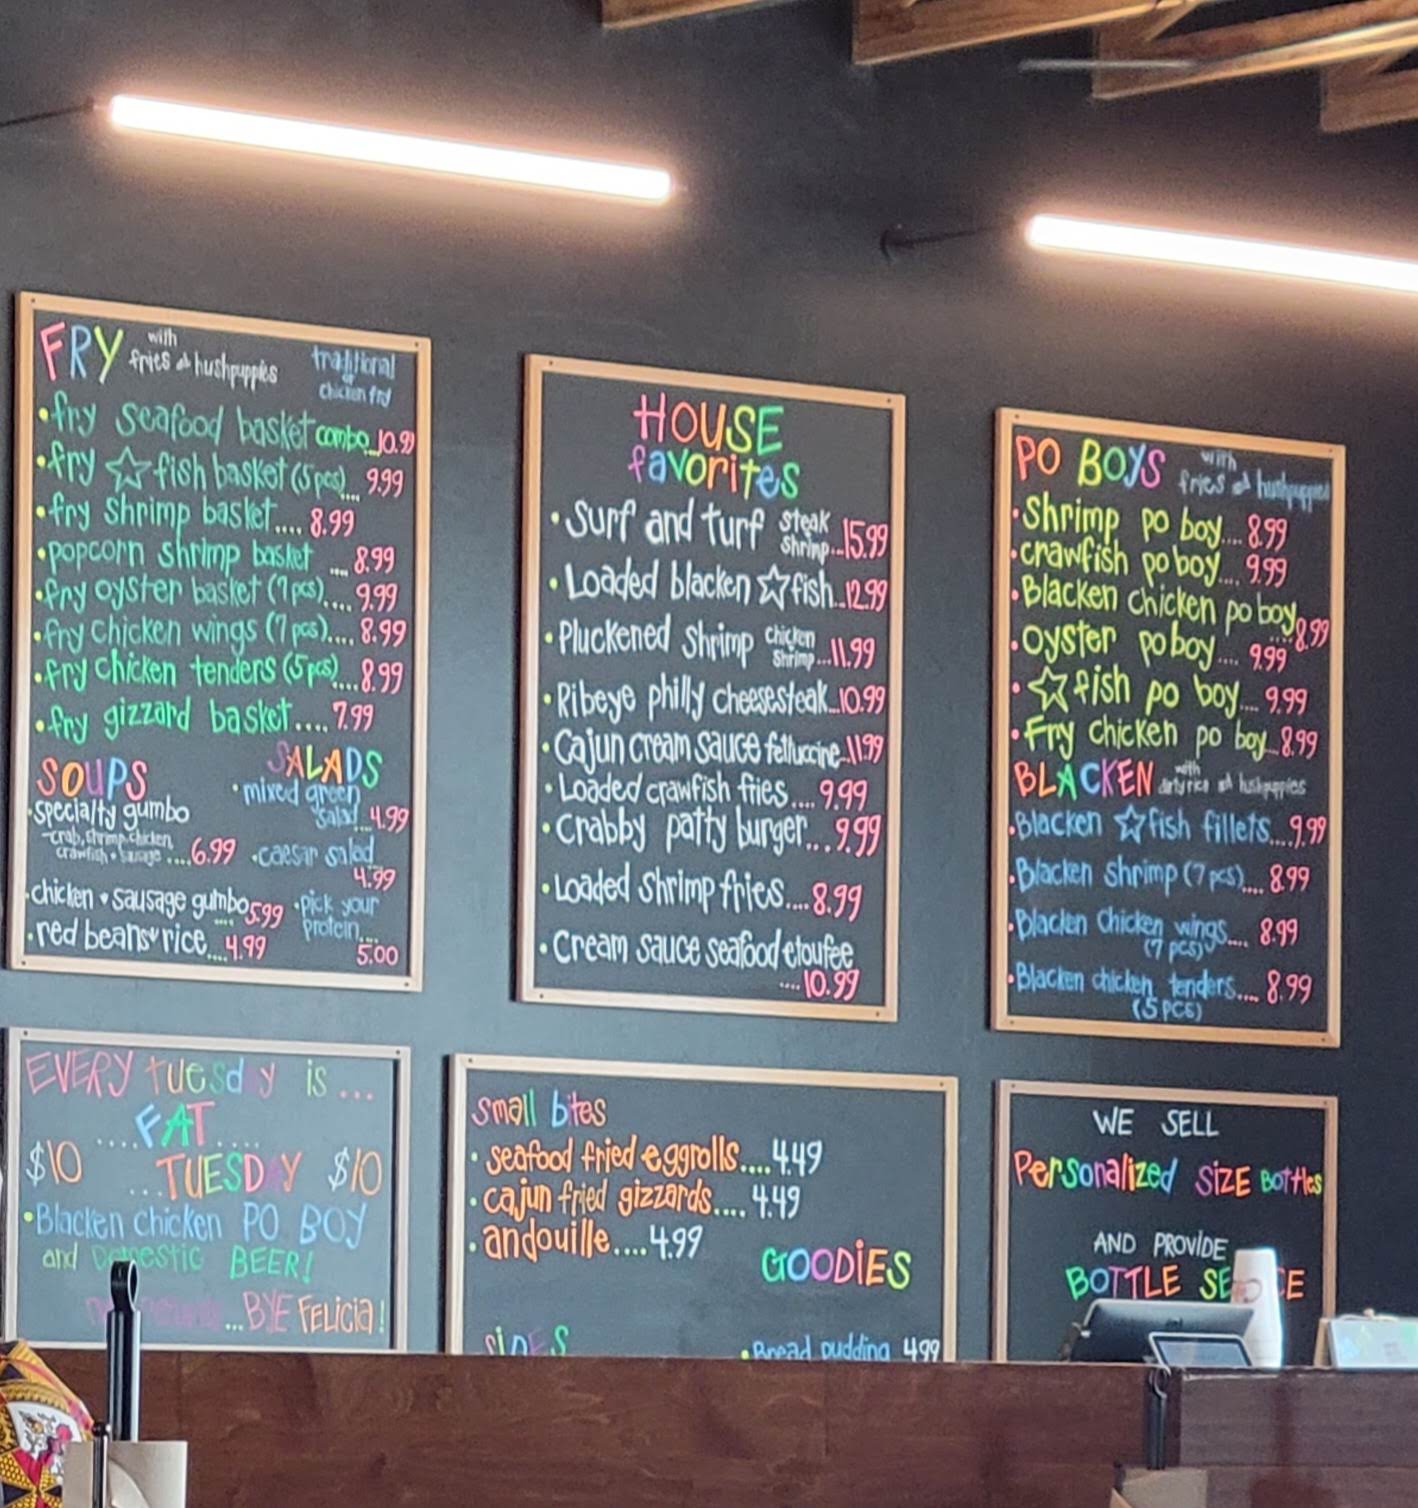 FRY with fries & hushpuppies
traditional
or
chicken fry
•fry seafood basket combo...10.99
•fry ☆ fish basket (5 pcs)... 9.99
•fry shrimp basket.... 8.99
•popcorn shrimp basket .... 8.99
•fry oyster basket (7 pcs).... 9.99
•fry chicken wings (7 pcs).... 8.99
•fry chicken tenders (5 pcs)....8.99
•fry gizzard basket.... 7.99
SOUPS
•specialty gumbo
-crab, shrimp, chicken,
crawfish + sausage ....6.99
•chicken + sausage gumbo .... 5.99
•red beans + rice....4.99
SALADS
•mixed green
salad...4.99
•caesar salad
4.99
•pick your
protein....
5.00
HOUSE
favorites
•Surf and turf steak
shrimp...15.99
•Loaded blacken ☆ fish..12.99
•Pluckened shrimp chicken
shrimp...11.99
•Ribeye philly cheesesteak...10.99
•Cajun cream sauce fettuccine..11.99
•Loaded crawfish fries.... 9.99
•crabby patty burger... 9.99
•Loaded shrimp fries.... 8.99
•Cream sauce seafood etoufee
.... 10.99
PO BOYS with
fries & hushpuppies
•Shrimp po boy.... 8.99
•crawfish po boy.... 9.99
•Blacken chicken po boy
.... 8.99
•oyster po boy.... 9.99
•☆ fish po boy.... 9.99
•Fry chicken po boy...8.99
BLACKEN with
dirty rice & hushpuppies
•Blacken ☆ fish fillets....9.99
•Blacken shrimp (7 pcs).... 8.99
•Blacken chicken wings.... 8.99
(7 pcs)
•Blacken chicken tenders.... 8.99
(5 PCS)
EVERY tuesd y is ...
.... FAT ....
$10 ...TUESD Y $10
•Blacken chicken PO BOY
and Domestic BEER!
...BYE FELICIA!
small bites
•seafood fried eggrolls....4.49
•cajun fried gizzards.... 4.49
•andouille.... 4.99
GOODIES
SIDES
•Bread pudding 4.99
WE SELL
Personalized SIZE BOTTles
AND PROVIDE
BOTTLE SE CE